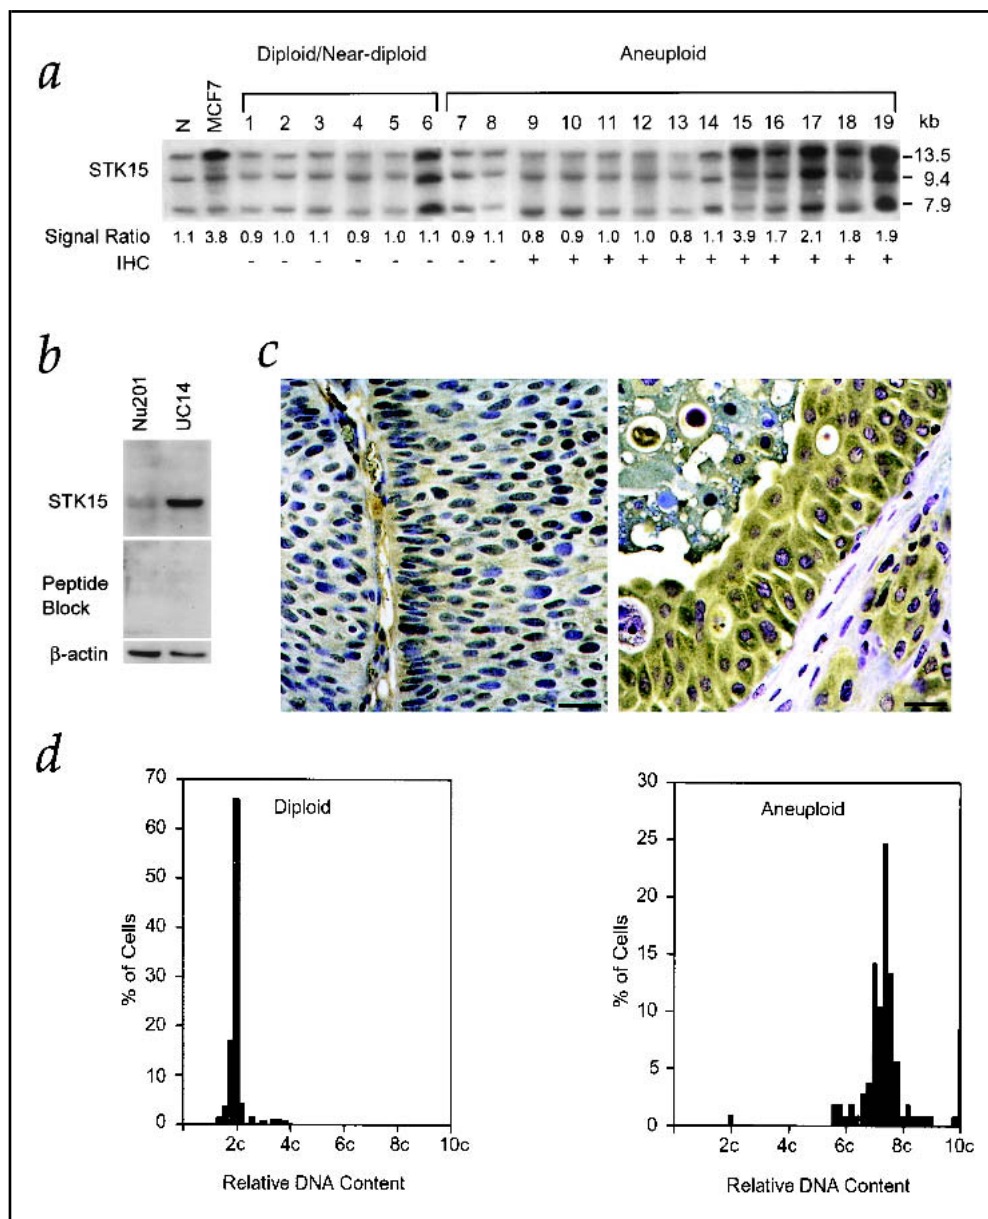 a
Diploid/Near-diploid Aneuploid
N MCF7 1 2 3 4 5 6 7 8 9 10 11 12 13 14 15 16 17 18 19 kb
STK15 13.5
9.4
7.9
Signal Ratio 1.1 3.8 0.9 1.0 1.1 0.9 1.0 1.1 0.9 1.1 0.8 0.9 1.0 1.0 0.8 1.1 3.9 1.7 2.1 1.8 1.9
IHC - - - - - - - - + + + + + + + + + + +
b
Nu201 UC14
STK15
Peptide
Block
β-actin
c
d
70
60
50
40
30
20
10
0
% of Cells
Diploid
2c 4c 6c 8c 10c
Relative DNA Content
30
25
20
15
10
5
0
% of Cells
Aneuploid
2c 4c 6c 8c 10c
Relative DNA Content